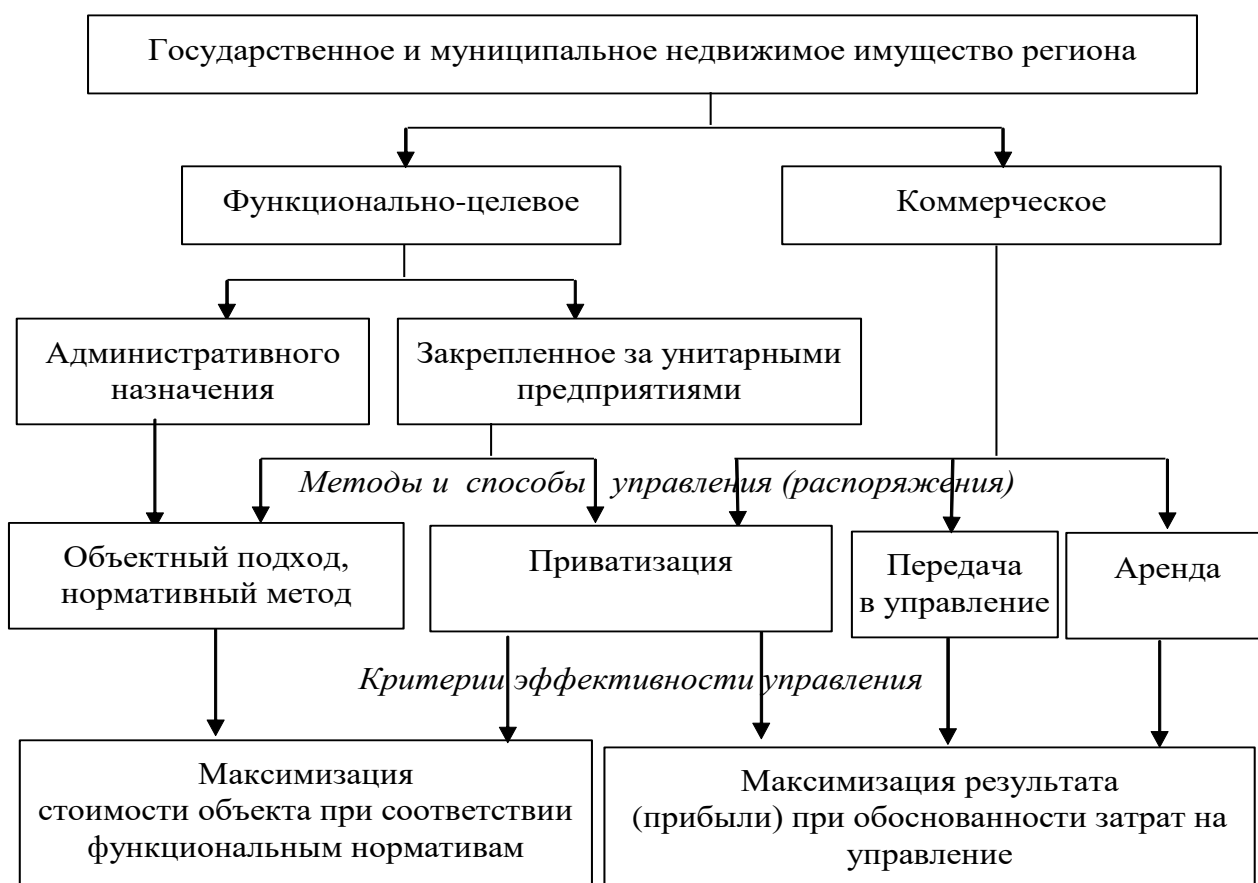 Государственное и муниципальное недвижимое имущество региона
Функционально-целевое
Коммерческое
Административного
назначения
Закрепленное за унитарными
предприятиями
Методы и способы управления (распоряжения)
Объектный подход,
нормативный метод
Приватизация
Передача
в управление
Аренда
Критерии эффективности управления
Максимизация
стоимости объекта при соответствии
функциональным нормативам
Максимизация результата
(прибыли) при обоснованности затрат на
управление